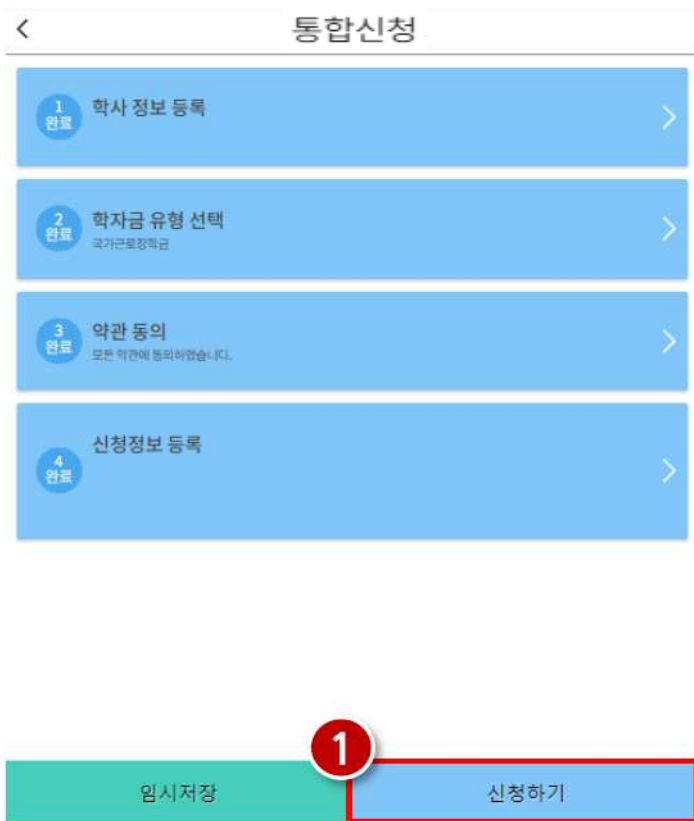 통합신청
1
완료
학사 정보 등록
2
완료
학자금 유형 선택
국가근로장학금
3
완료
약관 동의
모든 약관에 동의하였습니다.
4
완료
신청정보 등록
1
임시저장
신청하기